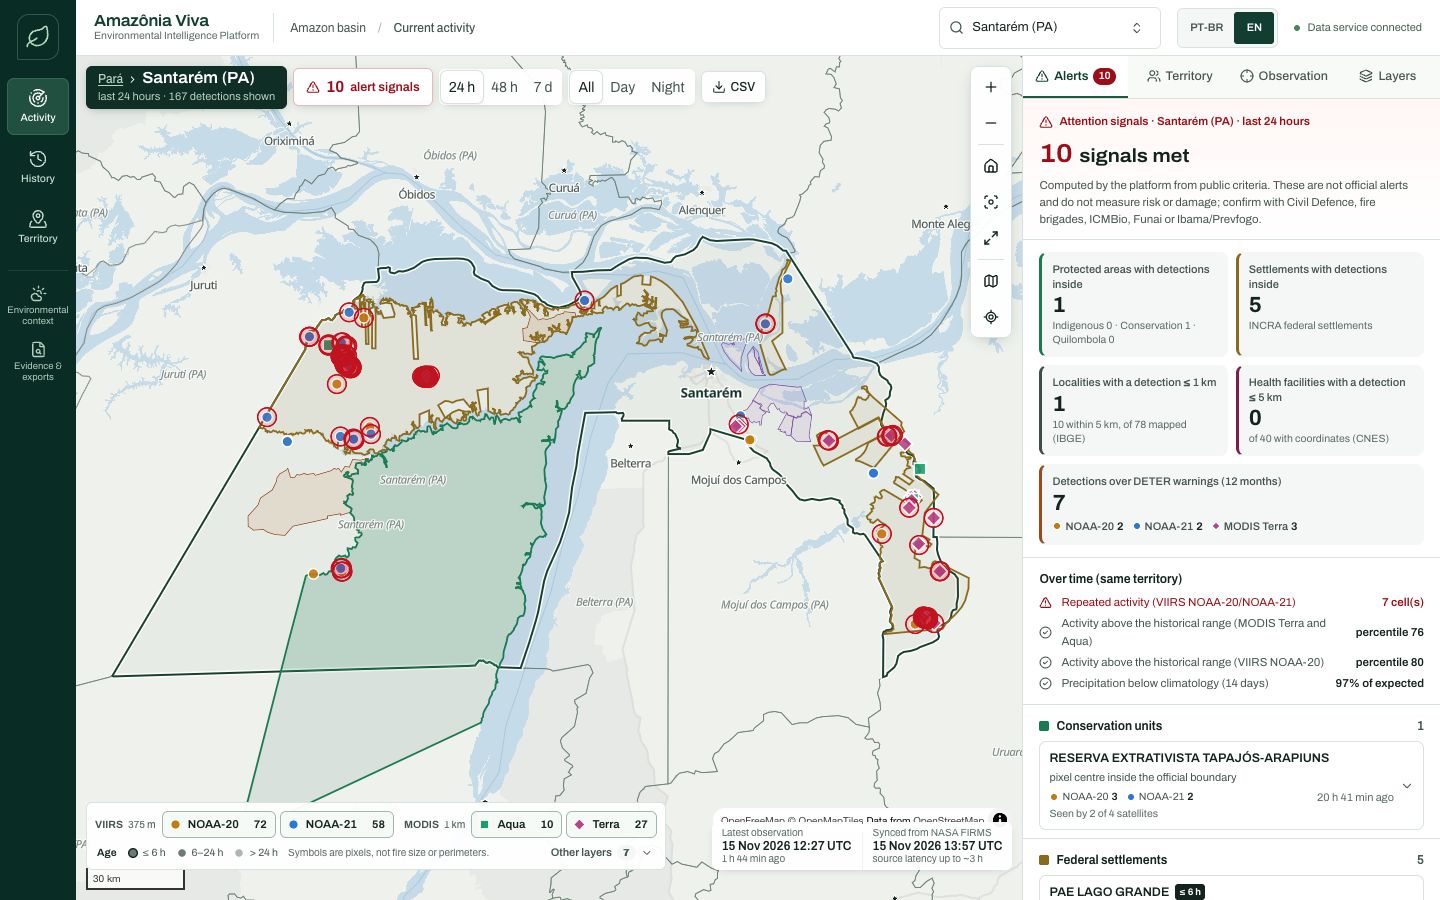 Amazônia Viva
Environmental Intelligence Platform
Amazon basin / Current activity
Santarém (PA)
PT-BR EN
Data service connected
Activity
History
Territory
Environmental
context
Evidence &
exports
Pará › Santarém (PA)
last 24 hours · 167 detections shown
10 alert signals
24 h 48 h 7 d
All Day Night
CSV
Oriximiná
Óbidos (PA)
Óbidos
Curuá
Curuá (PA)
Alenquer
Monte Aleg
Juruti
Juruti (PA)
Santarém (PA)
Santarém
Belterra
Mojuí dos Campos
Santarém (PA)
Santarém (PA)
Belterra (PA)
Mojuí dos Campos (PA)
Uruará
VIIRS 375 m NOAA-20 72 NOAA-21 58 MODIS 1 km Aqua 10 Terra 27
Age ≤ 6 h 6–24 h > 24 h Symbols are pixels, not fire size or perimeters. Other layers 7
30 km
OpenFreeMap © OpenMapTiles Data from OpenStreetMap
Latest observation
15 Nov 2026 12:27 UTC
1 h 44 min ago
Synced from NASA FIRMS
15 Nov 2026 13:57 UTC
source latency up to ~3 h
Alerts 10 Territory Observation Layers
Attention signals · Santarém (PA) · last 24 hours
10 signals met
Computed by the platform from public criteria. These are not official alerts
and do not measure risk or damage; confirm with Civil Defence, fire
brigades, ICMBio, Funai or Ibama/Prevfogo.
Protected areas with detections
inside
1
Indigenous 0 · Conservation 1 ·
Quilombola 0
Settlements with detections
inside
5
INCRA federal settlements
Localities with a detection ≤ 1 km
1
10 within 5 km, of 78 mapped
(IBGE)
Health facilities with a detection
≤ 5 km
0
of 40 with coordinates (CNES)
Detections over DETER warnings (12 months)
7
NOAA-20 2 NOAA-21 2 MODIS Terra 3
Over time (same territory)
Repeated activity (VIIRS NOAA-20/NOAA-21) 7 cell(s)
Activity above the historical range (MODIS Terra and
Aqua) percentile 76
Activity above the historical range (VIIRS NOAA-20) percentile 80
Precipitation below climatology (14 days) 97% of expected
Conservation units 1
RESERVA EXTRATIVISTA TAPAJÓS-ARAPIUNS
pixel centre inside the official boundary
NOAA-20 3 NOAA-21 2 20 h 41 min ago
Seen by 2 of 4 satellites
Federal settlements 5
PAE LAGO GRANDE ≤ 6 h